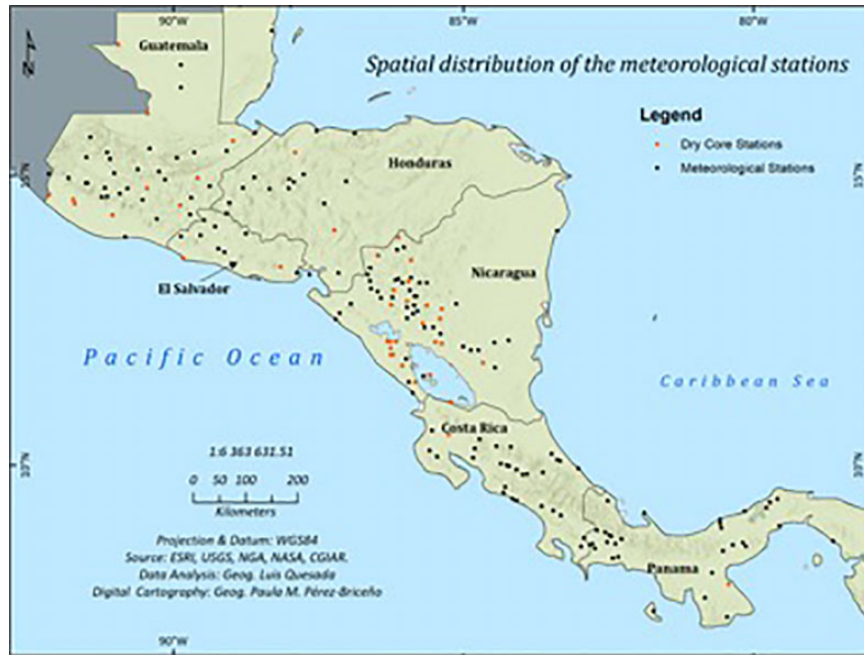 90°W
85°W
80°W
Guatemala
Spatial distribution of the meteorological stations
N
Legend
Dry Core Stations
Meteorological Stations
Honduras
15°N
15°N
Nicaragua
El Salvador
Pacific Ocean
Caribbean Sea
Costa Rica
1:6 363 631.51
10°N
10°N
0 50 100 200
Kilometers
Projection & Datum: WGS84
Source: ESRI, USGS, NGA, NASA, CGIAR.
Data Analysis: Geog. Luis Quesada
Digital Cartography: Geog. Paula M. Pérez-Briceño
Panama
90°W